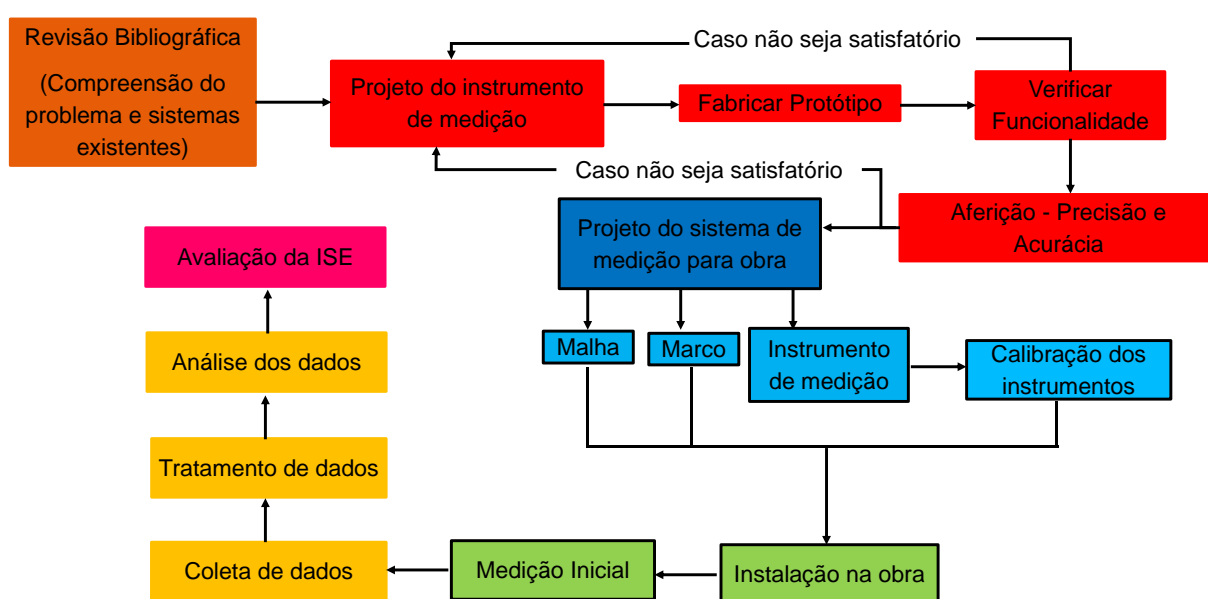 Revisão Bibliográfica
(Compreensão do
problema e sistemas
existentes)
Caso não seja satisfatório
Projeto do instrumento
de medição
Fabricar Protótipo
Verificar
Funcionalidade
Caso não seja satisfatório
Aferição - Precisão e
Acurácia
Projeto do sistema de
medição para obra
Malha
Marco
Instrumento
de medição
Calibração dos
instrumentos
Instalação na obra
Medição Inicial
Coleta de dados
Tratamento de dados
Análise dos dados
Avaliação da ISE